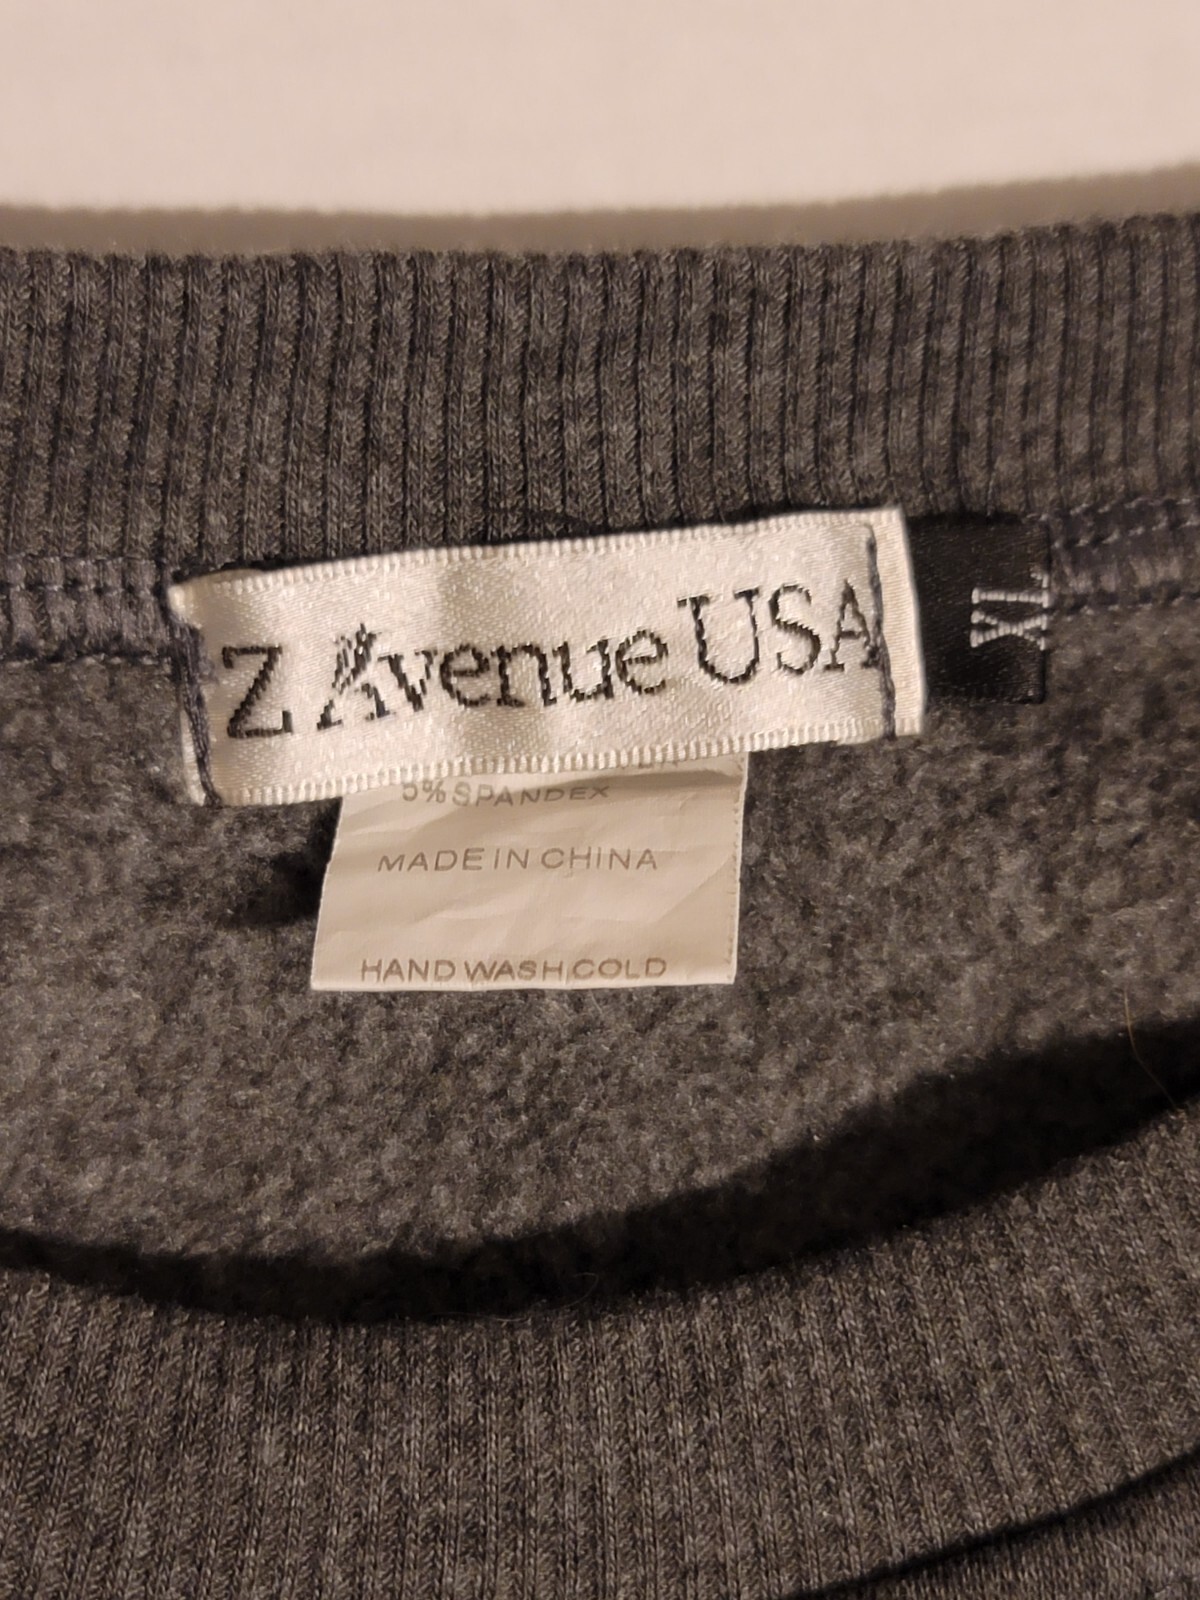 Z Avenue USA
XL
5% SPANDEX
MADE IN CHINA
HAND WASH COLD